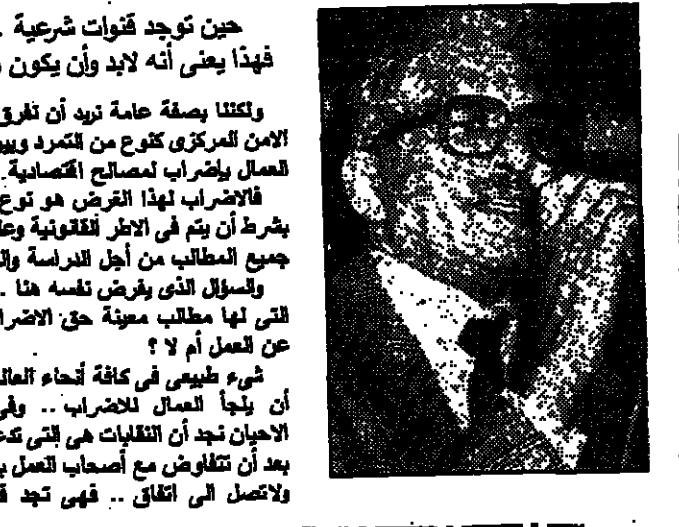 حين توجد قنوات شرعية .
فهذا يعنى أنه لابد وأن يكون
ولكننا بصفة عامة نريد أن نفرق
الامن المركزى كنوع من التمرد وبين
العمال بإضراب لمصالح اقتصادية.
فالاضراب لهذا الغرض هو نوع
بشرط أن يتم فى الاطر القانونية
جميع المطالب من أجل الدراسة
والسؤال الذى يفرض نفسه هنا ..
التى لها مطالب معينة حق الاضراب
عن العمل أم لا ؟
شىء طبيعى فى كافة أنحاء العالم
أن يلجأ العمال للاضراب .. وفى
الاحيان نجد أن النقابات هى التى
بعد أن تتفاوض مع أصحاب العمل
ولاتصل الى اتفاق .. فهى تجد